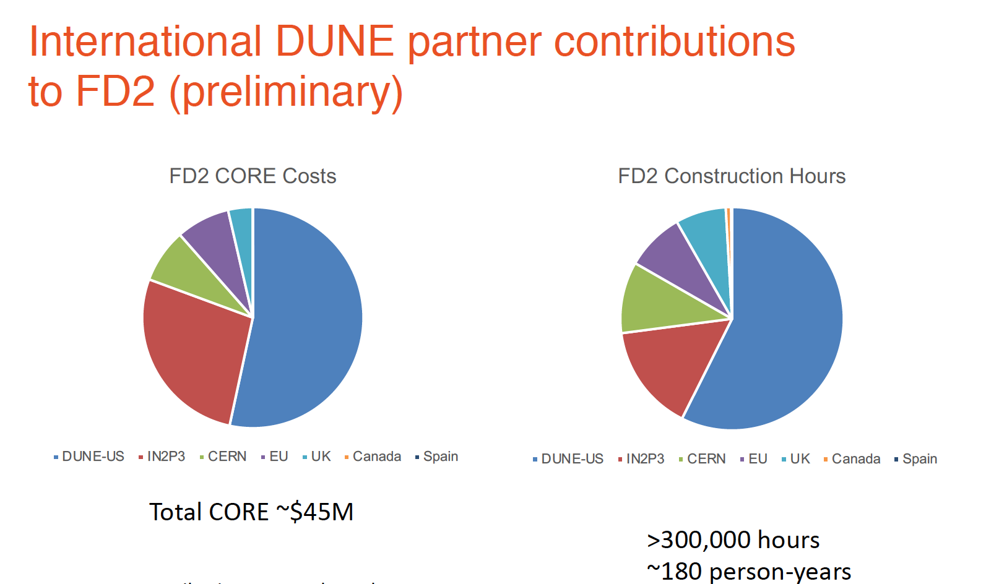 International DUNE partner contributions
to FD2 (preliminary)
FD2 CORE Costs
DUNE-US IN2P3 CERN EU UK Canada Spain
Total CORE ~$45M
FD2 Construction Hours
DUNE-US IN2P3 CERN EU UK Canada Spain
>300,000 hours
~180 person-years